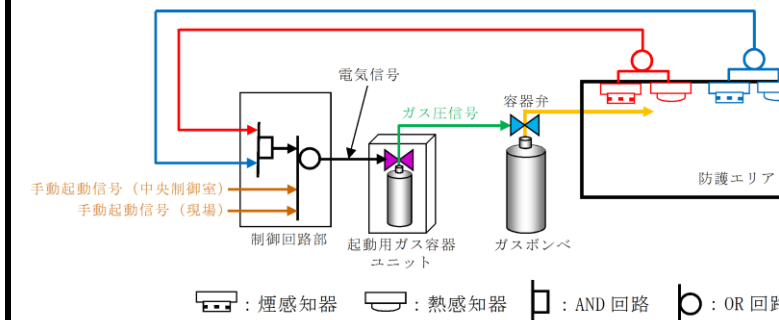 電気信号
容器弁
ガス圧信号
手動起動信号（中央制御室）
手動起動信号（現場）
防護エリア
制御回路部
起動用ガス容器
ユニット
ガスボンベ
：煙感知器
：熱感知器
：AND 回路
：OR 回路